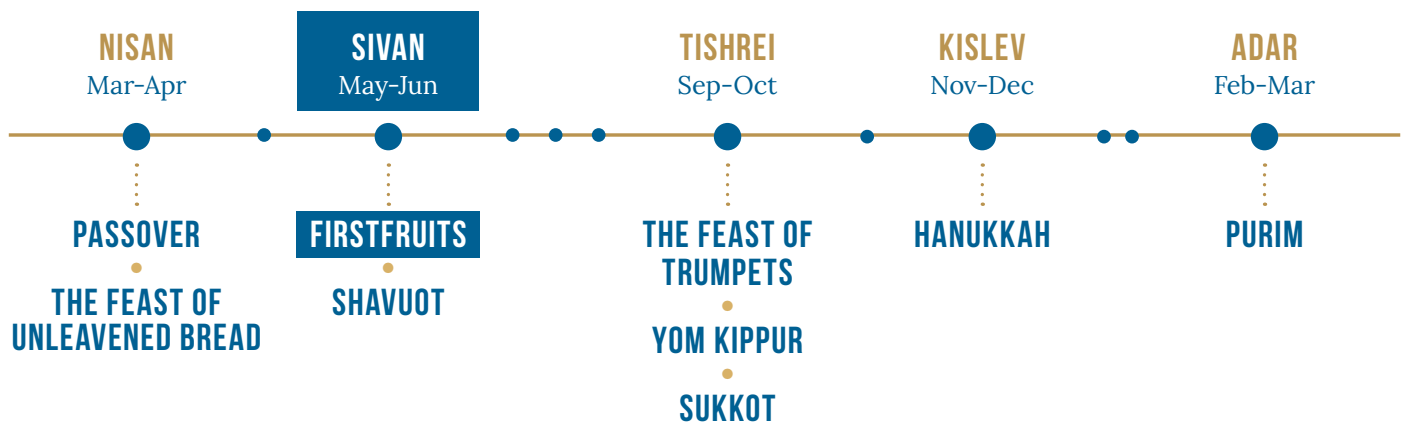 NISAN
Mar-Apr
SIVAN
May-Jun
TISHREI
Sep-Oct
KISLEV
Nov-Dec
ADAR
Feb-Mar
PASSOVER
THE FEAST OF
UNLEAVENED BREAD
FIRSTFRUITS
SHAVUOT
THE FEAST OF
TRUMPETS
YOM KIPPUR
SUKKOT
HANUKKAH
PURIM